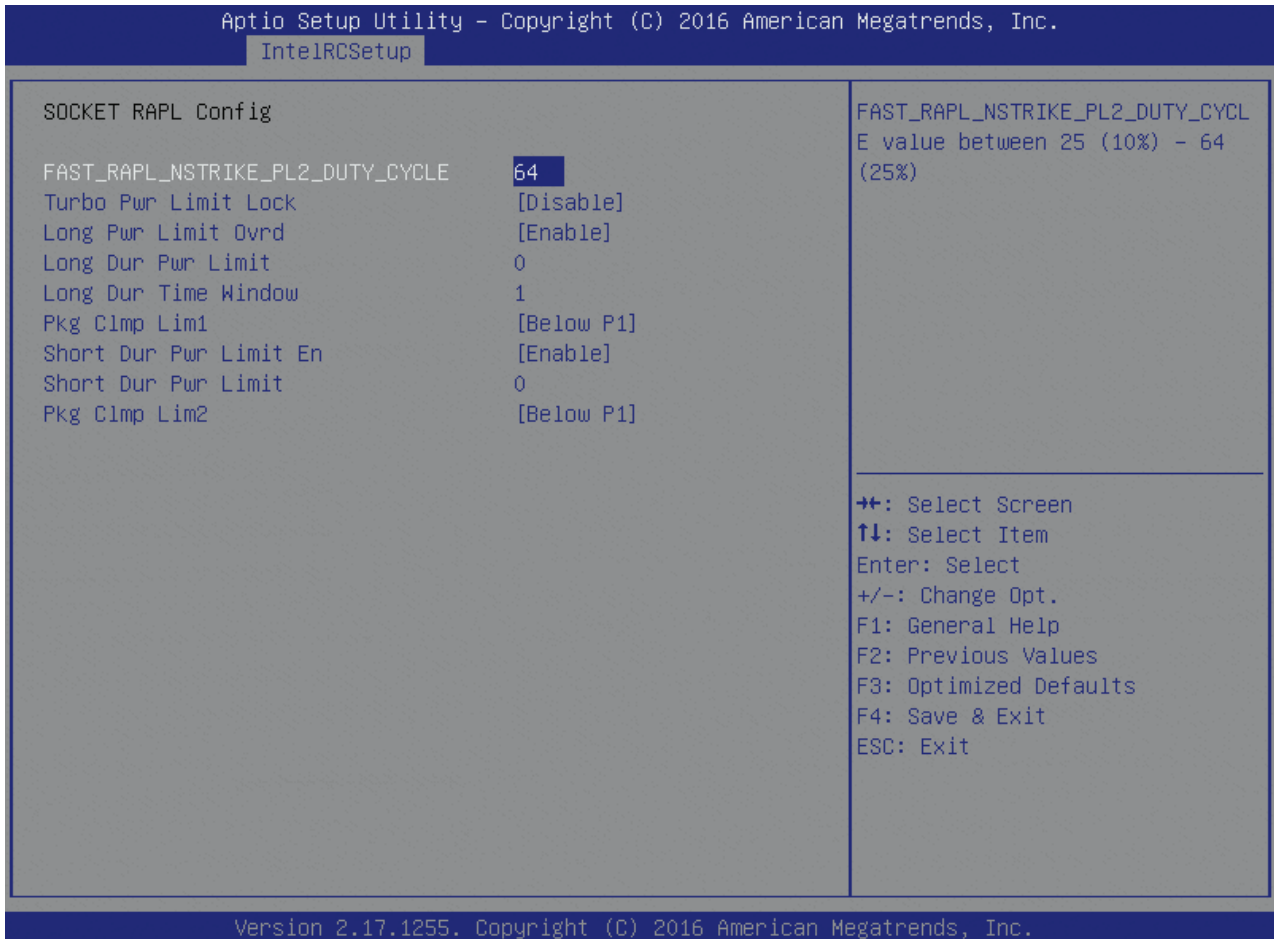 Aptio Setup Utility – Copyright (C) 2016 American Megatrends, Inc.
IntelRCSetup
SOCKET RAPL Config
FAST_RAPL_NSTRIKE_PL2_DUTY_CYCLE 64
Turbo Pwr Limit Lock [Disable]
Long Pwr Limit Ovrd [Enable]
Long Dur Pwr Limit 0
Long Dur Time Window 1
Pkg Clmp Lim1 [Below P1]
Short Dur Pwr Limit En [Enable]
Short Dur Pwr Limit 0
Pkg Clmp Lim2 [Below P1]
FAST_RAPL_NSTRIKE_PL2_DUTY_CYCL
E value between 25 (10%) – 64
(25%)
→←: Select Screen
↑↓: Select Item
Enter: Select
+/-: Change Opt.
F1: General Help
F2: Previous Values
F3: Optimized Defaults
F4: Save & Exit
ESC: Exit
Version 2.17.1255. Copyright (C) 2016 American Megatrends, Inc.